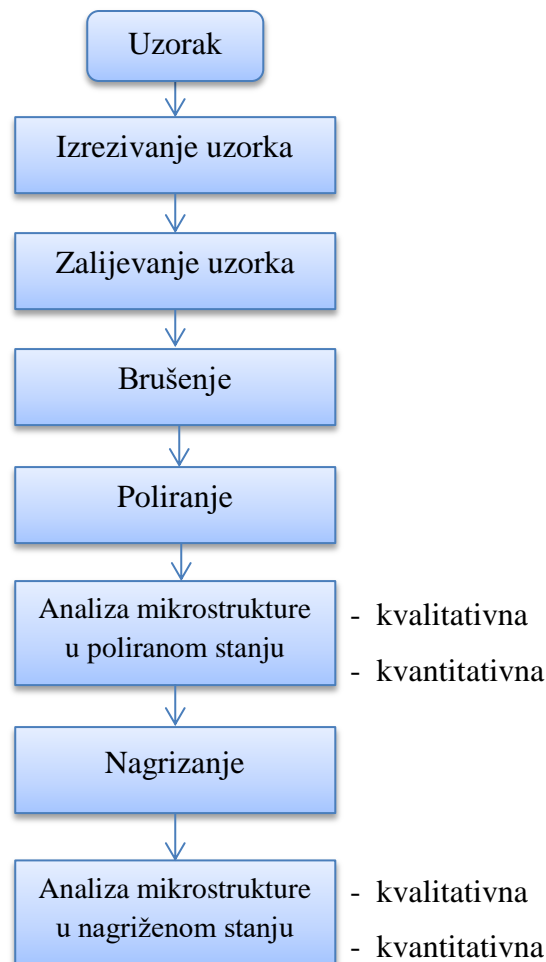 Uzorak
Izrezivanje uzorka
Zalijevanje uzorka
Brušenje
Poliranje
Analiza mikrostrukture
u poliranom stanju
- kvalitativna
- kvantitativna
Nagrizanje
Analiza mikrostrukture
u nagriženom stanju
- kvalitativna
- kvantitativna